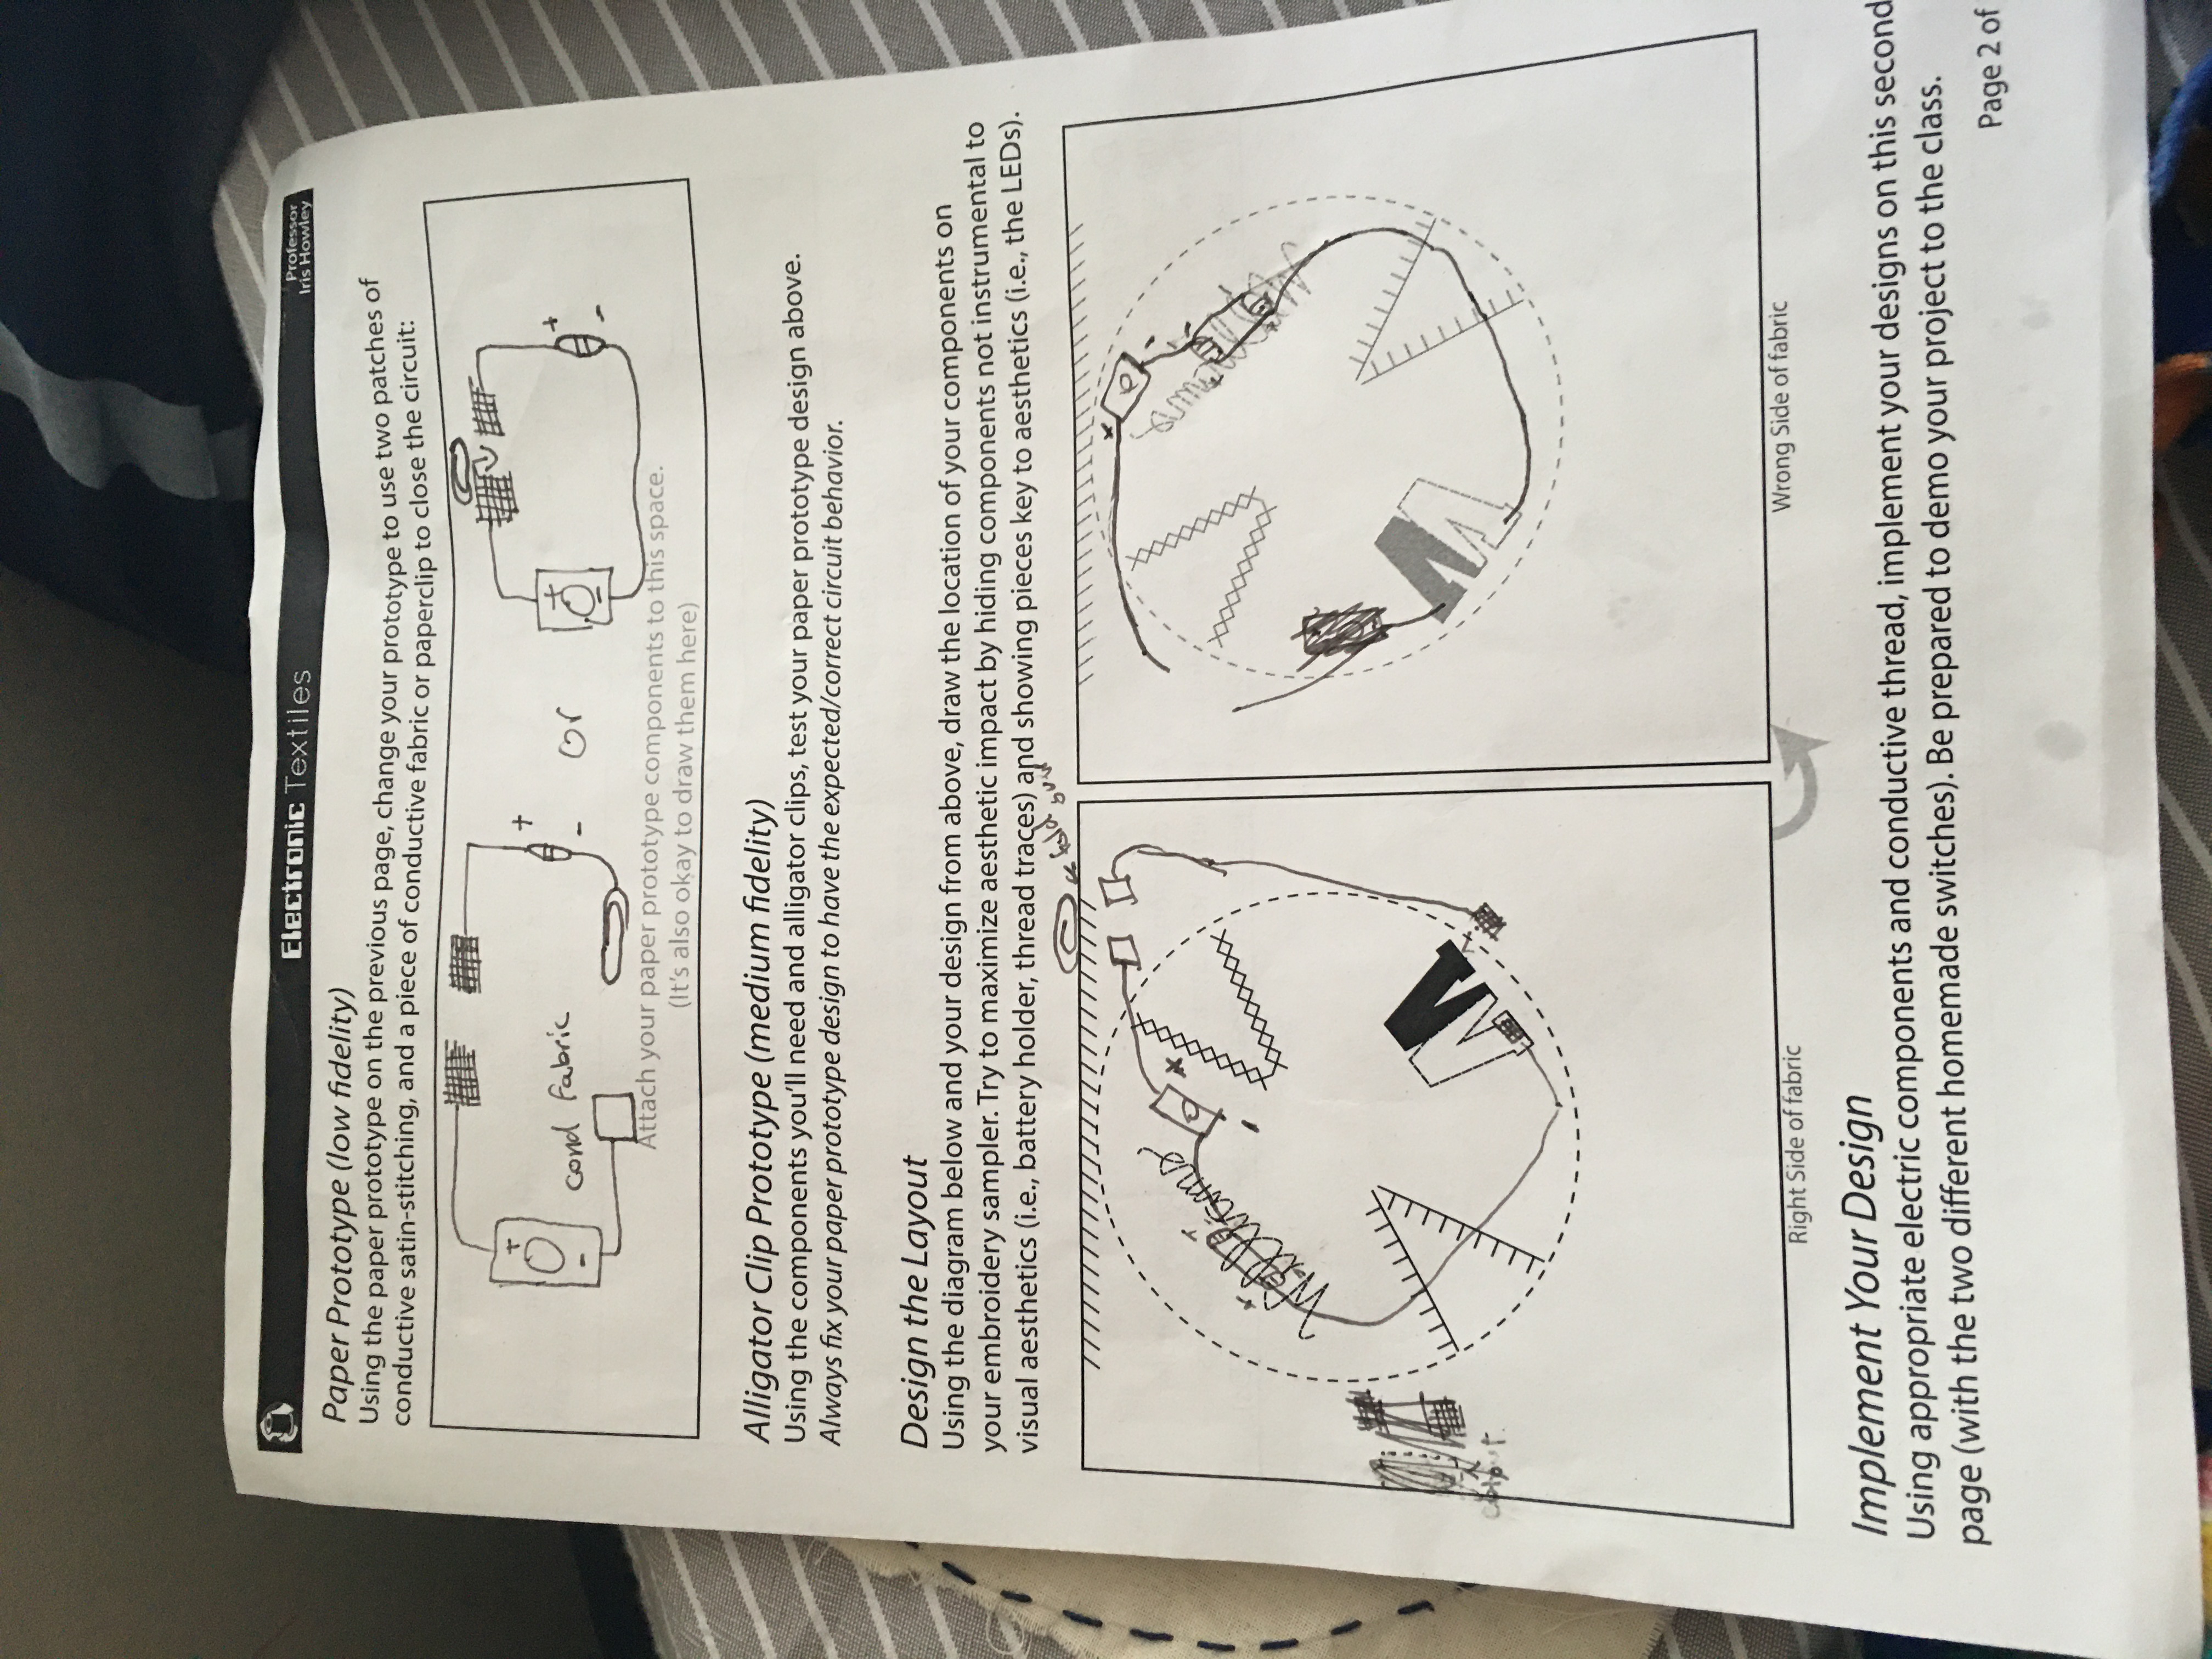 Electronic Textiles
Professor
Iris Howley
Paper Prototype (low fidelity)
Using the paper prototype on the previous page, change your prototype to use two patches of
conductive satin-stitching, and a piece of conductive fabric or paperclip to close the circuit:
+ + +
cond fabric - or + -
- -
Attach your paper prototype components to this space.
(It's also okay to draw them here)
Alligator Clip Prototype (medium fidelity)
Using the components you'll need and alligator clips, test your paper prototype design above.
Always fix your paper prototype design to have the expected/correct circuit behavior.
Design the Layout
Using the diagram below and your design from above, draw the location of your components on
your embroidery sampler. Try to maximize aesthetic impact by hiding components not instrumental to
visual aesthetics (i.e., battery holder, thread traces) and showing pieces key to aesthetics (i.e., the LEDs).
fold over
Williams
Williams
W
W
Right Side of fabric
Wrong Side of fabric
Implement Your Design
Using appropriate electric components and conductive thread, implement your designs on this second
page (with the two different homemade switches). Be prepared to demo your project to the class.
Page 2 of